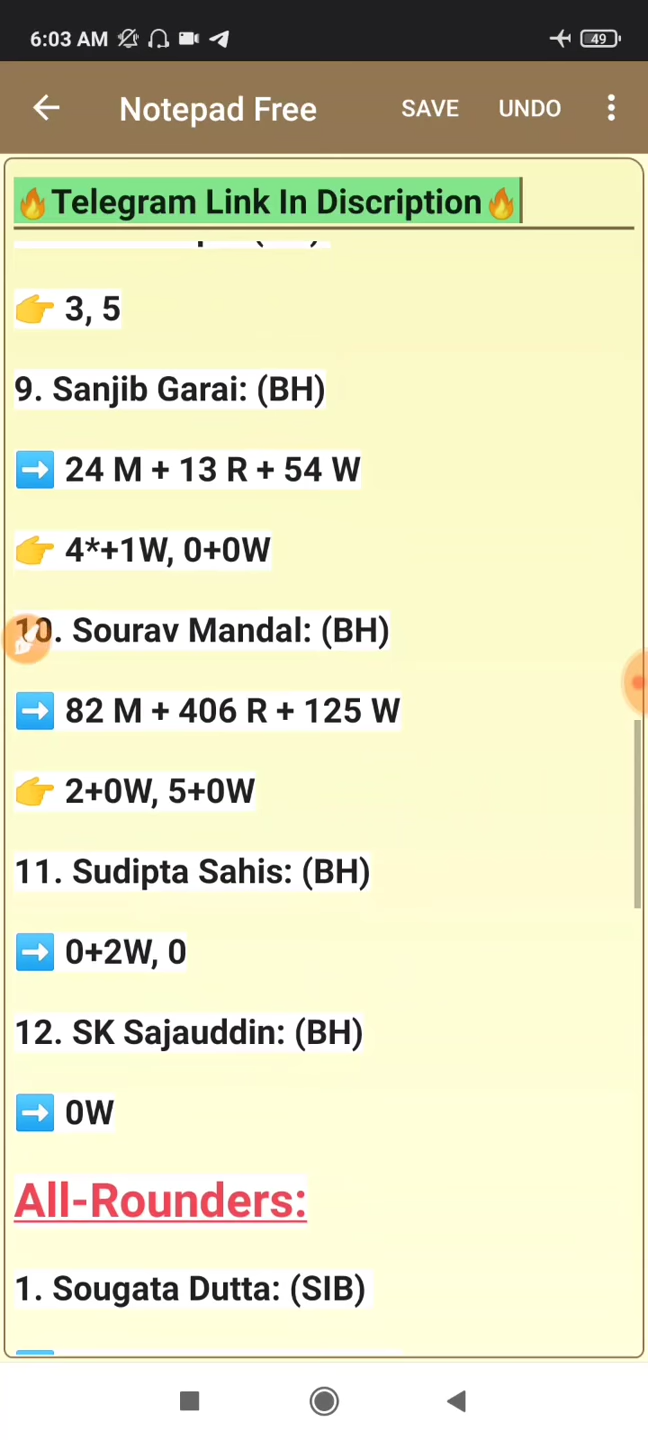 6:03 AM 49
Notepad Free SAVE UNDO
🔥Telegram Link In Discription🔥
👉 3, 5
9. Sanjib Garai: (BH)
➡️ 24 M + 13 R + 54 W
👉 4*+1W, 0+0W
10. Sourav Mandal: (BH)
➡️ 82 M + 406 R + 125 W
👉 2+0W, 5+0W
11. Sudipta Sahis: (BH)
➡️ 0+2W, 0
12. SK Sajauddin: (BH)
➡️ 0W
All-Rounders:
1. Sougata Dutta: (SIB)